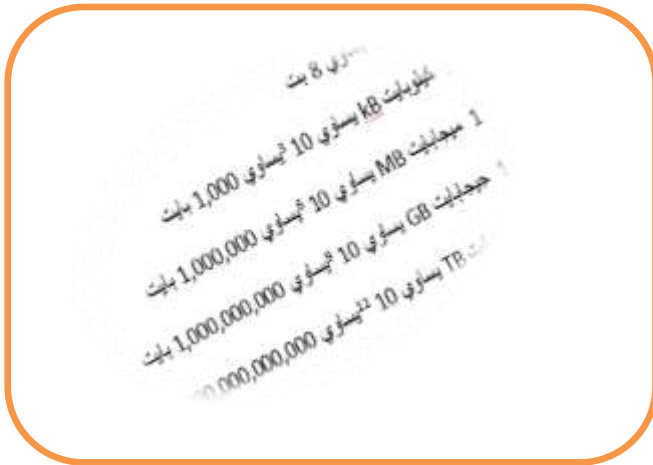 يساوي 8 بت
كيلوبايت kB يساوي 10 ³يساوي 1,000 بايت
1 ميجابايت MB يساوي 10 ⁶يساوي 1,000,000 بايت
1 جيجابايت GB يساوي 10 ⁹يساوي 1,000,000,000 بايت
TB يساوي 10 ¹²يساوي 000,000,000